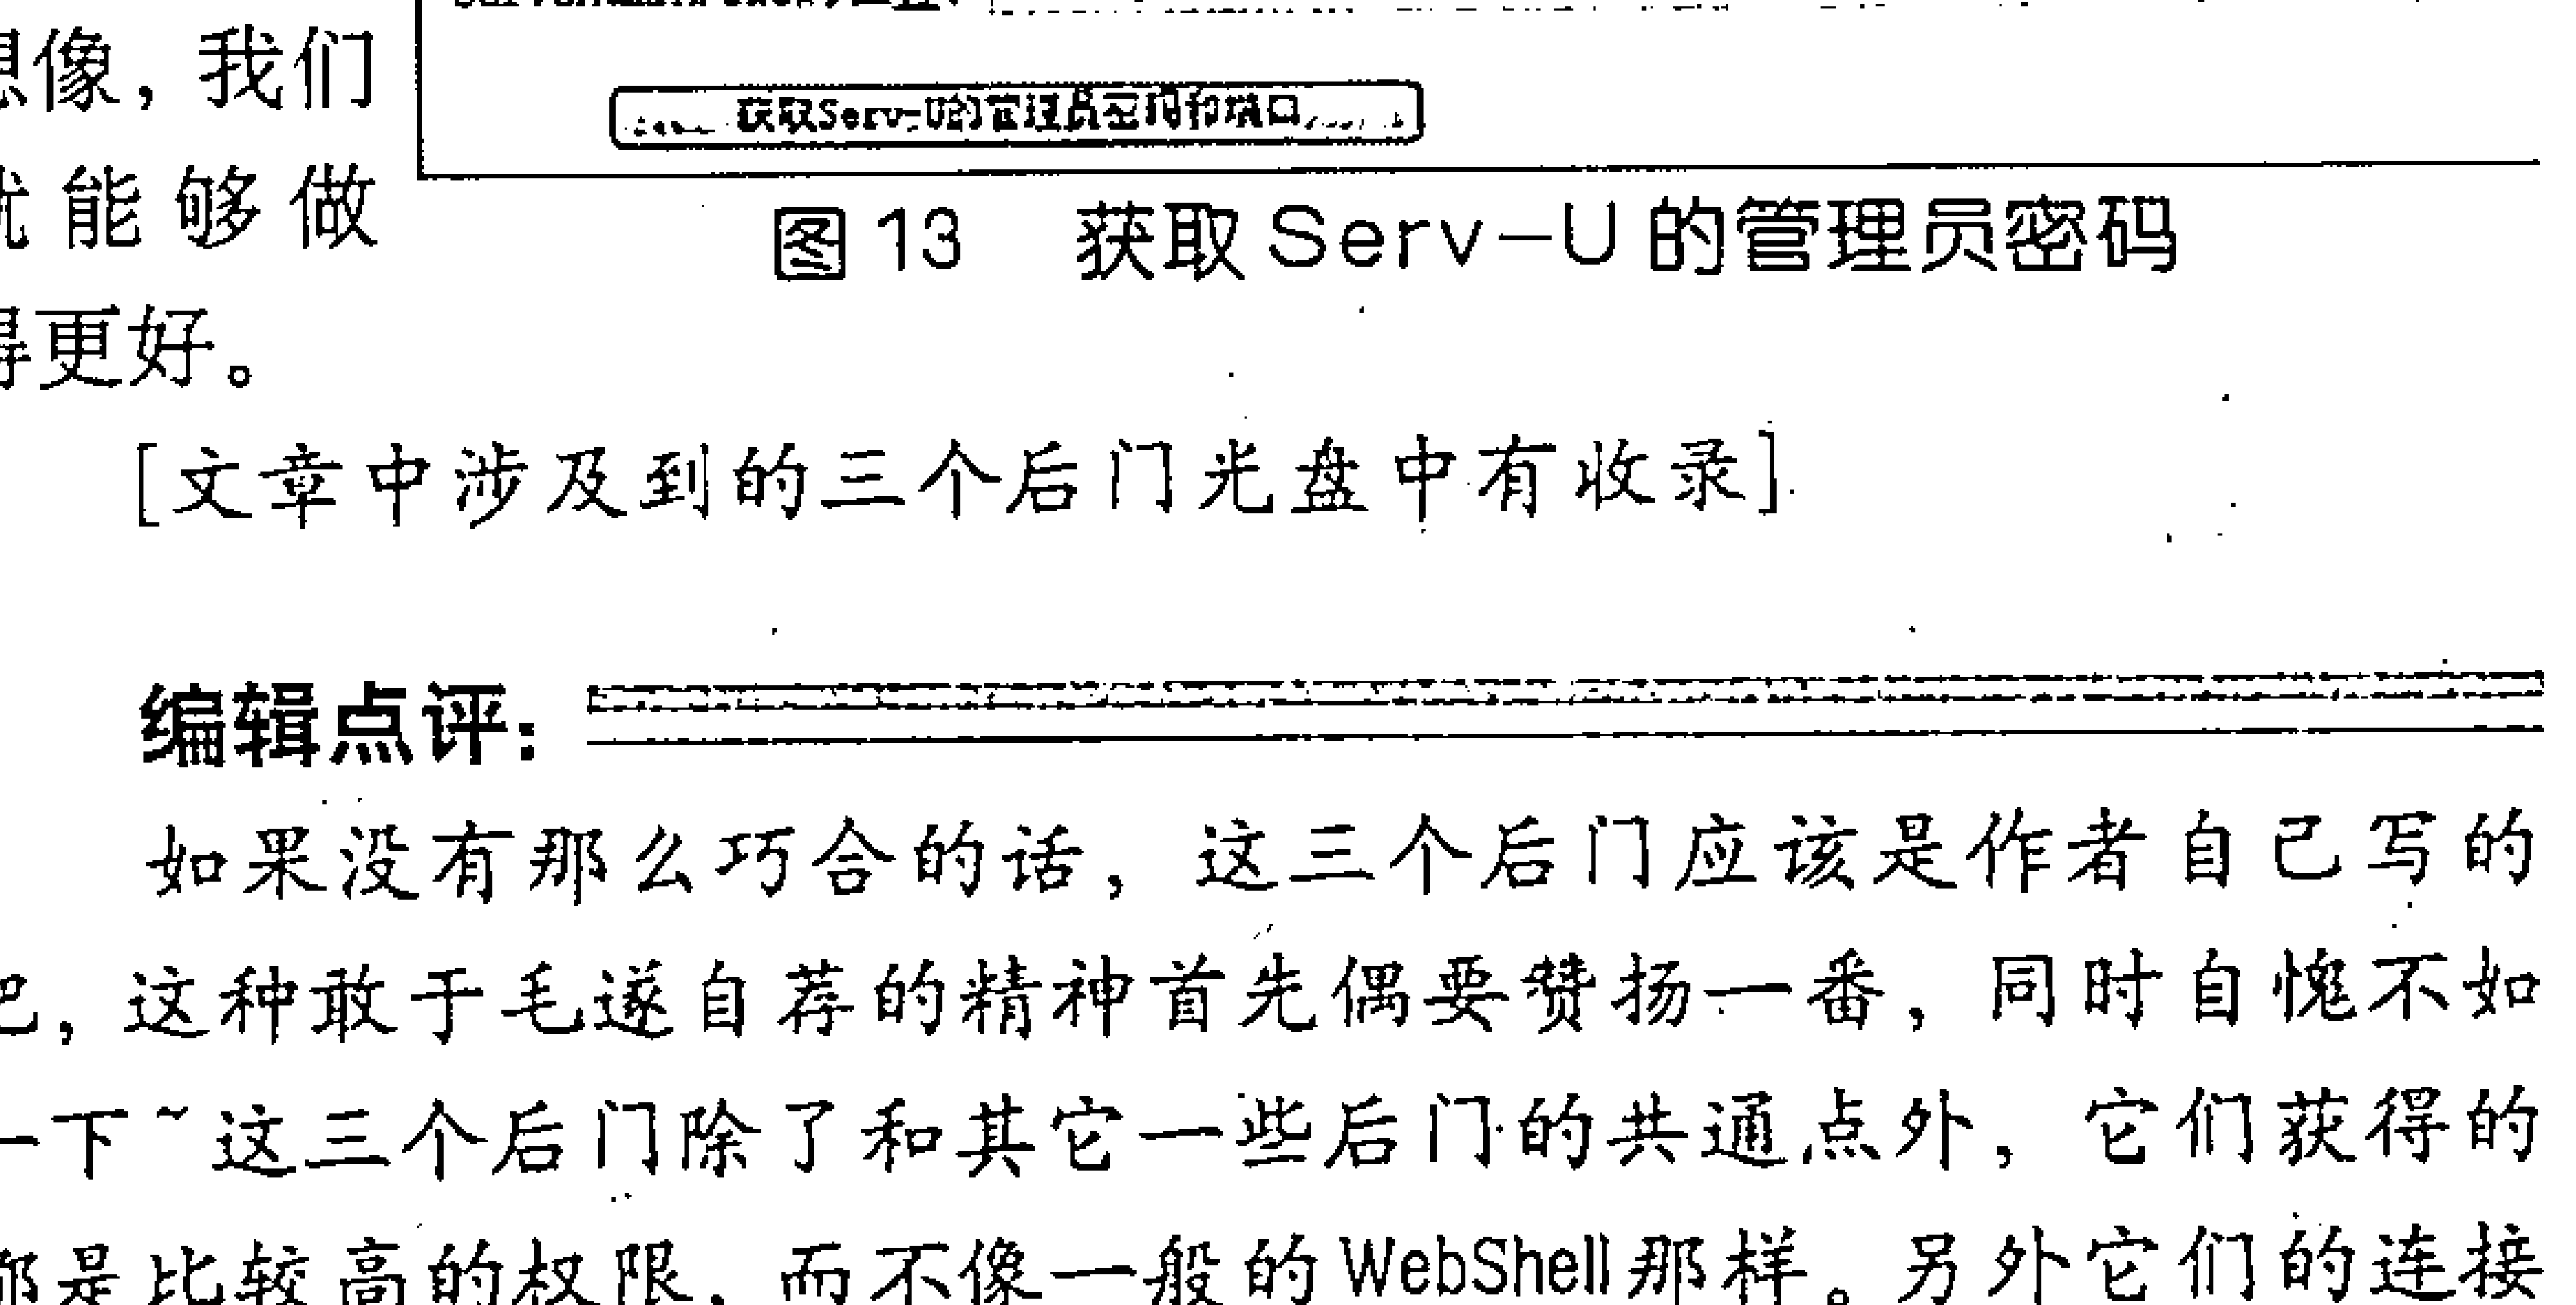 想像，我们
就能够做
得更好。
获取Serv-U的管理员密码和端口
图13 获取Serv-U的管理员密码
[文章中涉及到的三个后门光盘中有收录]
编辑点评：
如果没有那么巧合的话，这三个后门应该是作者自己写的
吧，这种敢于毛遂自荐的精神首先偶要赞扬一番，同时自愧不如
一下~这三个后门除了和其它一些后门的共通点外，它们获得的
都是比较高的权限，而不像一般的WebShell那样。另外它们的连接